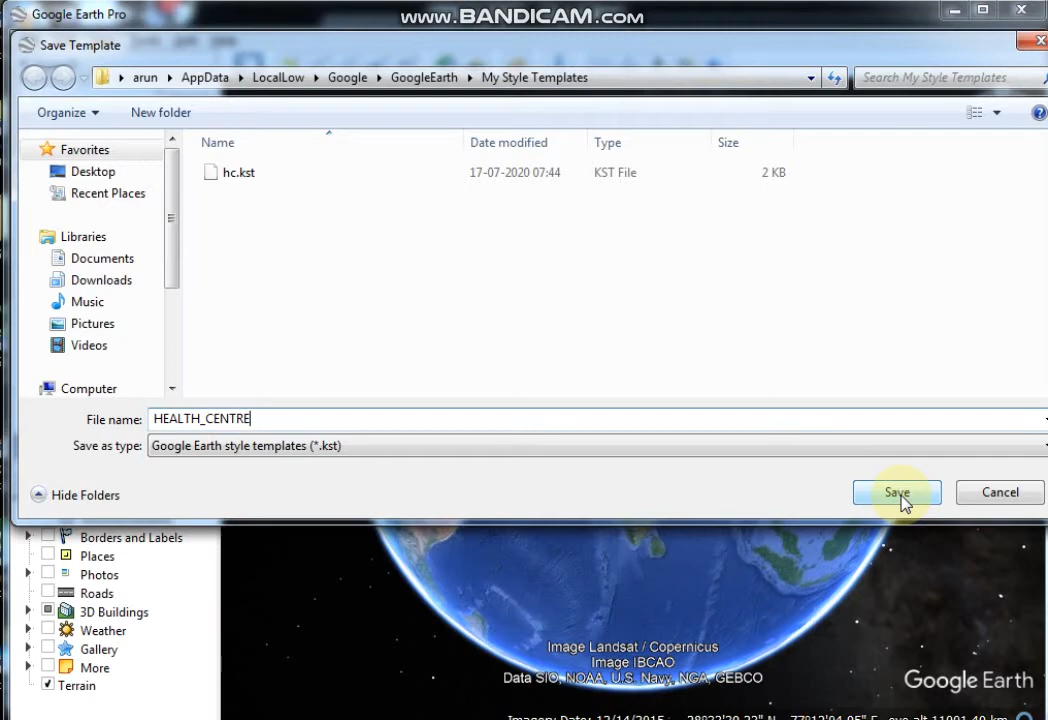 www.BANDICAM.com
Google Earth Pro
Save Template
arun AppData LocalLow Google GoogleEarth My Style Templates
Search My Style Templates
Organize New folder
Name Date modified Type Size
Favorites
hc.kst 17-07-2020 07:44 KST File 2 KB
Desktop
Recent Places
Libraries
Documents
Downloads
Music
Pictures
Videos
Computer
File name: HEALTH_CENTRE
Save as type: Google Earth style templates (*.kst)
Hide Folders Save Cancel
Borders and Labels
Places
Photos
Roads
3D Buildings
Weather
Gallery
More
Terrain
Image Landsat / Copernicus
Image IBCAO
Data SIO, NOAA, U.S. Navy, NGA, GEBCO
Google Earth